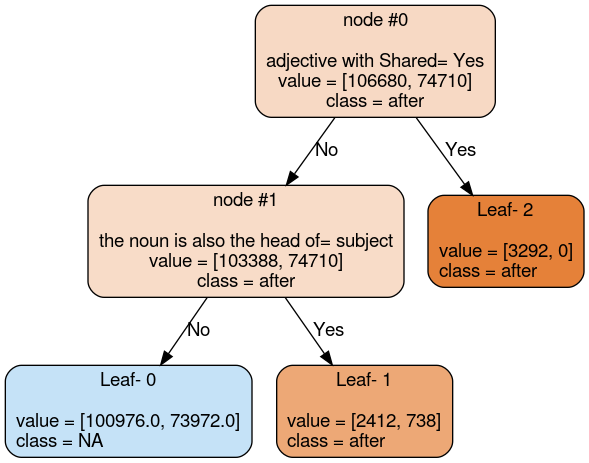 node #0
adjective with Shared= Yes
value = [106680, 74710]
class = after
No
Yes
node #1
the noun is also the head of= subject
value = [103388, 74710]
class = after
Leaf- 2
value = [3292, 0]
class = after
No
Yes
Leaf- 0
value = [100976.0, 73972.0]
class = NA
Leaf- 1
value = [2412, 738]
class = after